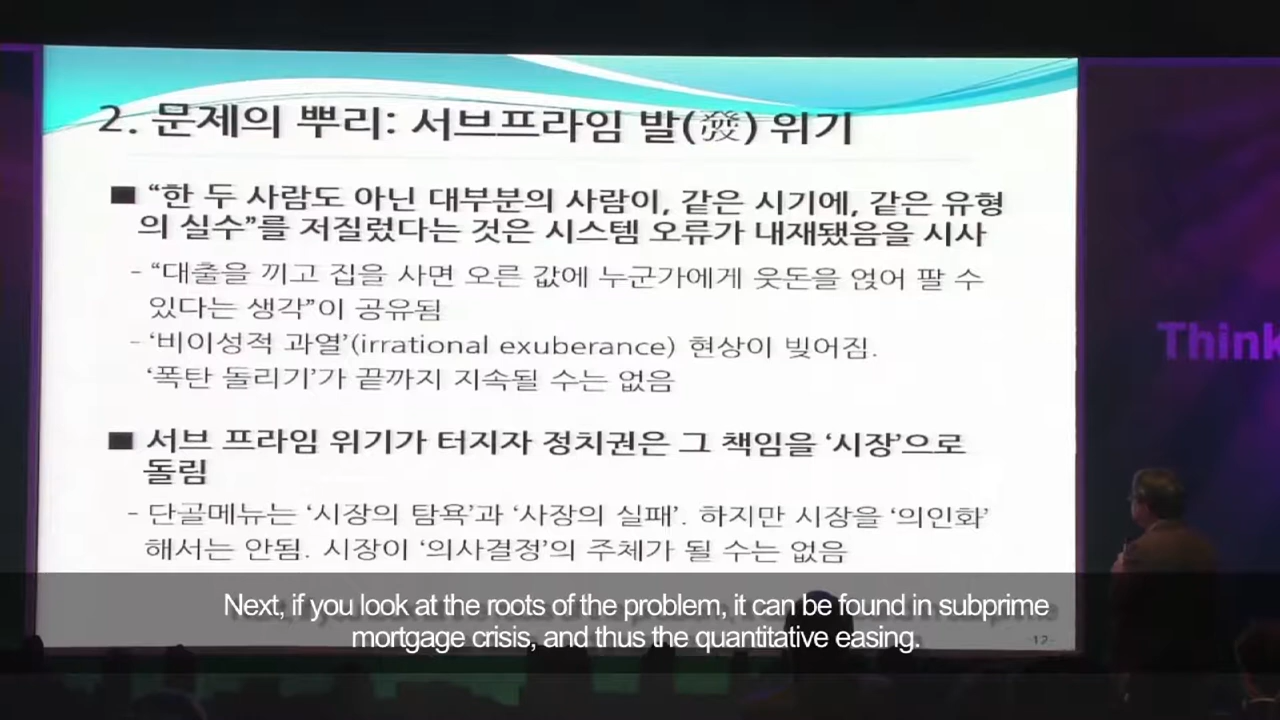 2. 문제의 뿌리: 서브프라임 발(發) 위기
■ “한 두 사람도 아닌 대부분의 사람이, 같은 시기에, 같은 유형
의 실수”를 저질렀다는 것은 시스템 오류가 내재됐음을 시사
- “대출을 끼고 집을 사면 오른 값에 누군가에게 웃돈을 얹어 팔 수
있다는 생각”이 공유됨
- ‘비이성적 과열’(irrational exuberance) 현상이 빚어짐.
‘폭탄 돌리기’가 끝까지 지속될 수는 없음
■ 서브 프라임 위기가 터지자 정치권은 그 책임을 ‘시장’으로
돌림
- 단골메뉴는 ‘시장의 탐욕’과 ‘사장의 실패’. 하지만 시장을 ‘의인화’
해서는 안됨. 시장이 ‘의사결정’의 주체가 될 수는 없음
Think
Next, if you look at the roots of the problem, it can be found in subprime
mortgage crisis, and thus the quantitative easing.
-12-